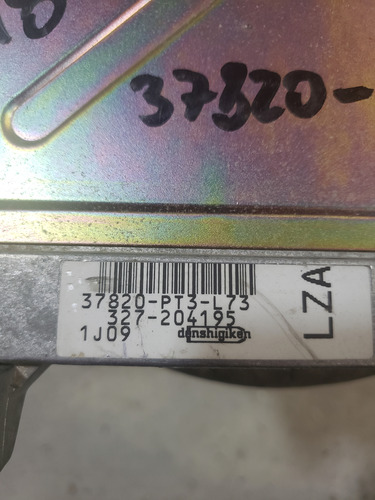 37820-
37820-PT3-L73
327-204195
1J09 denshigiken
LZA